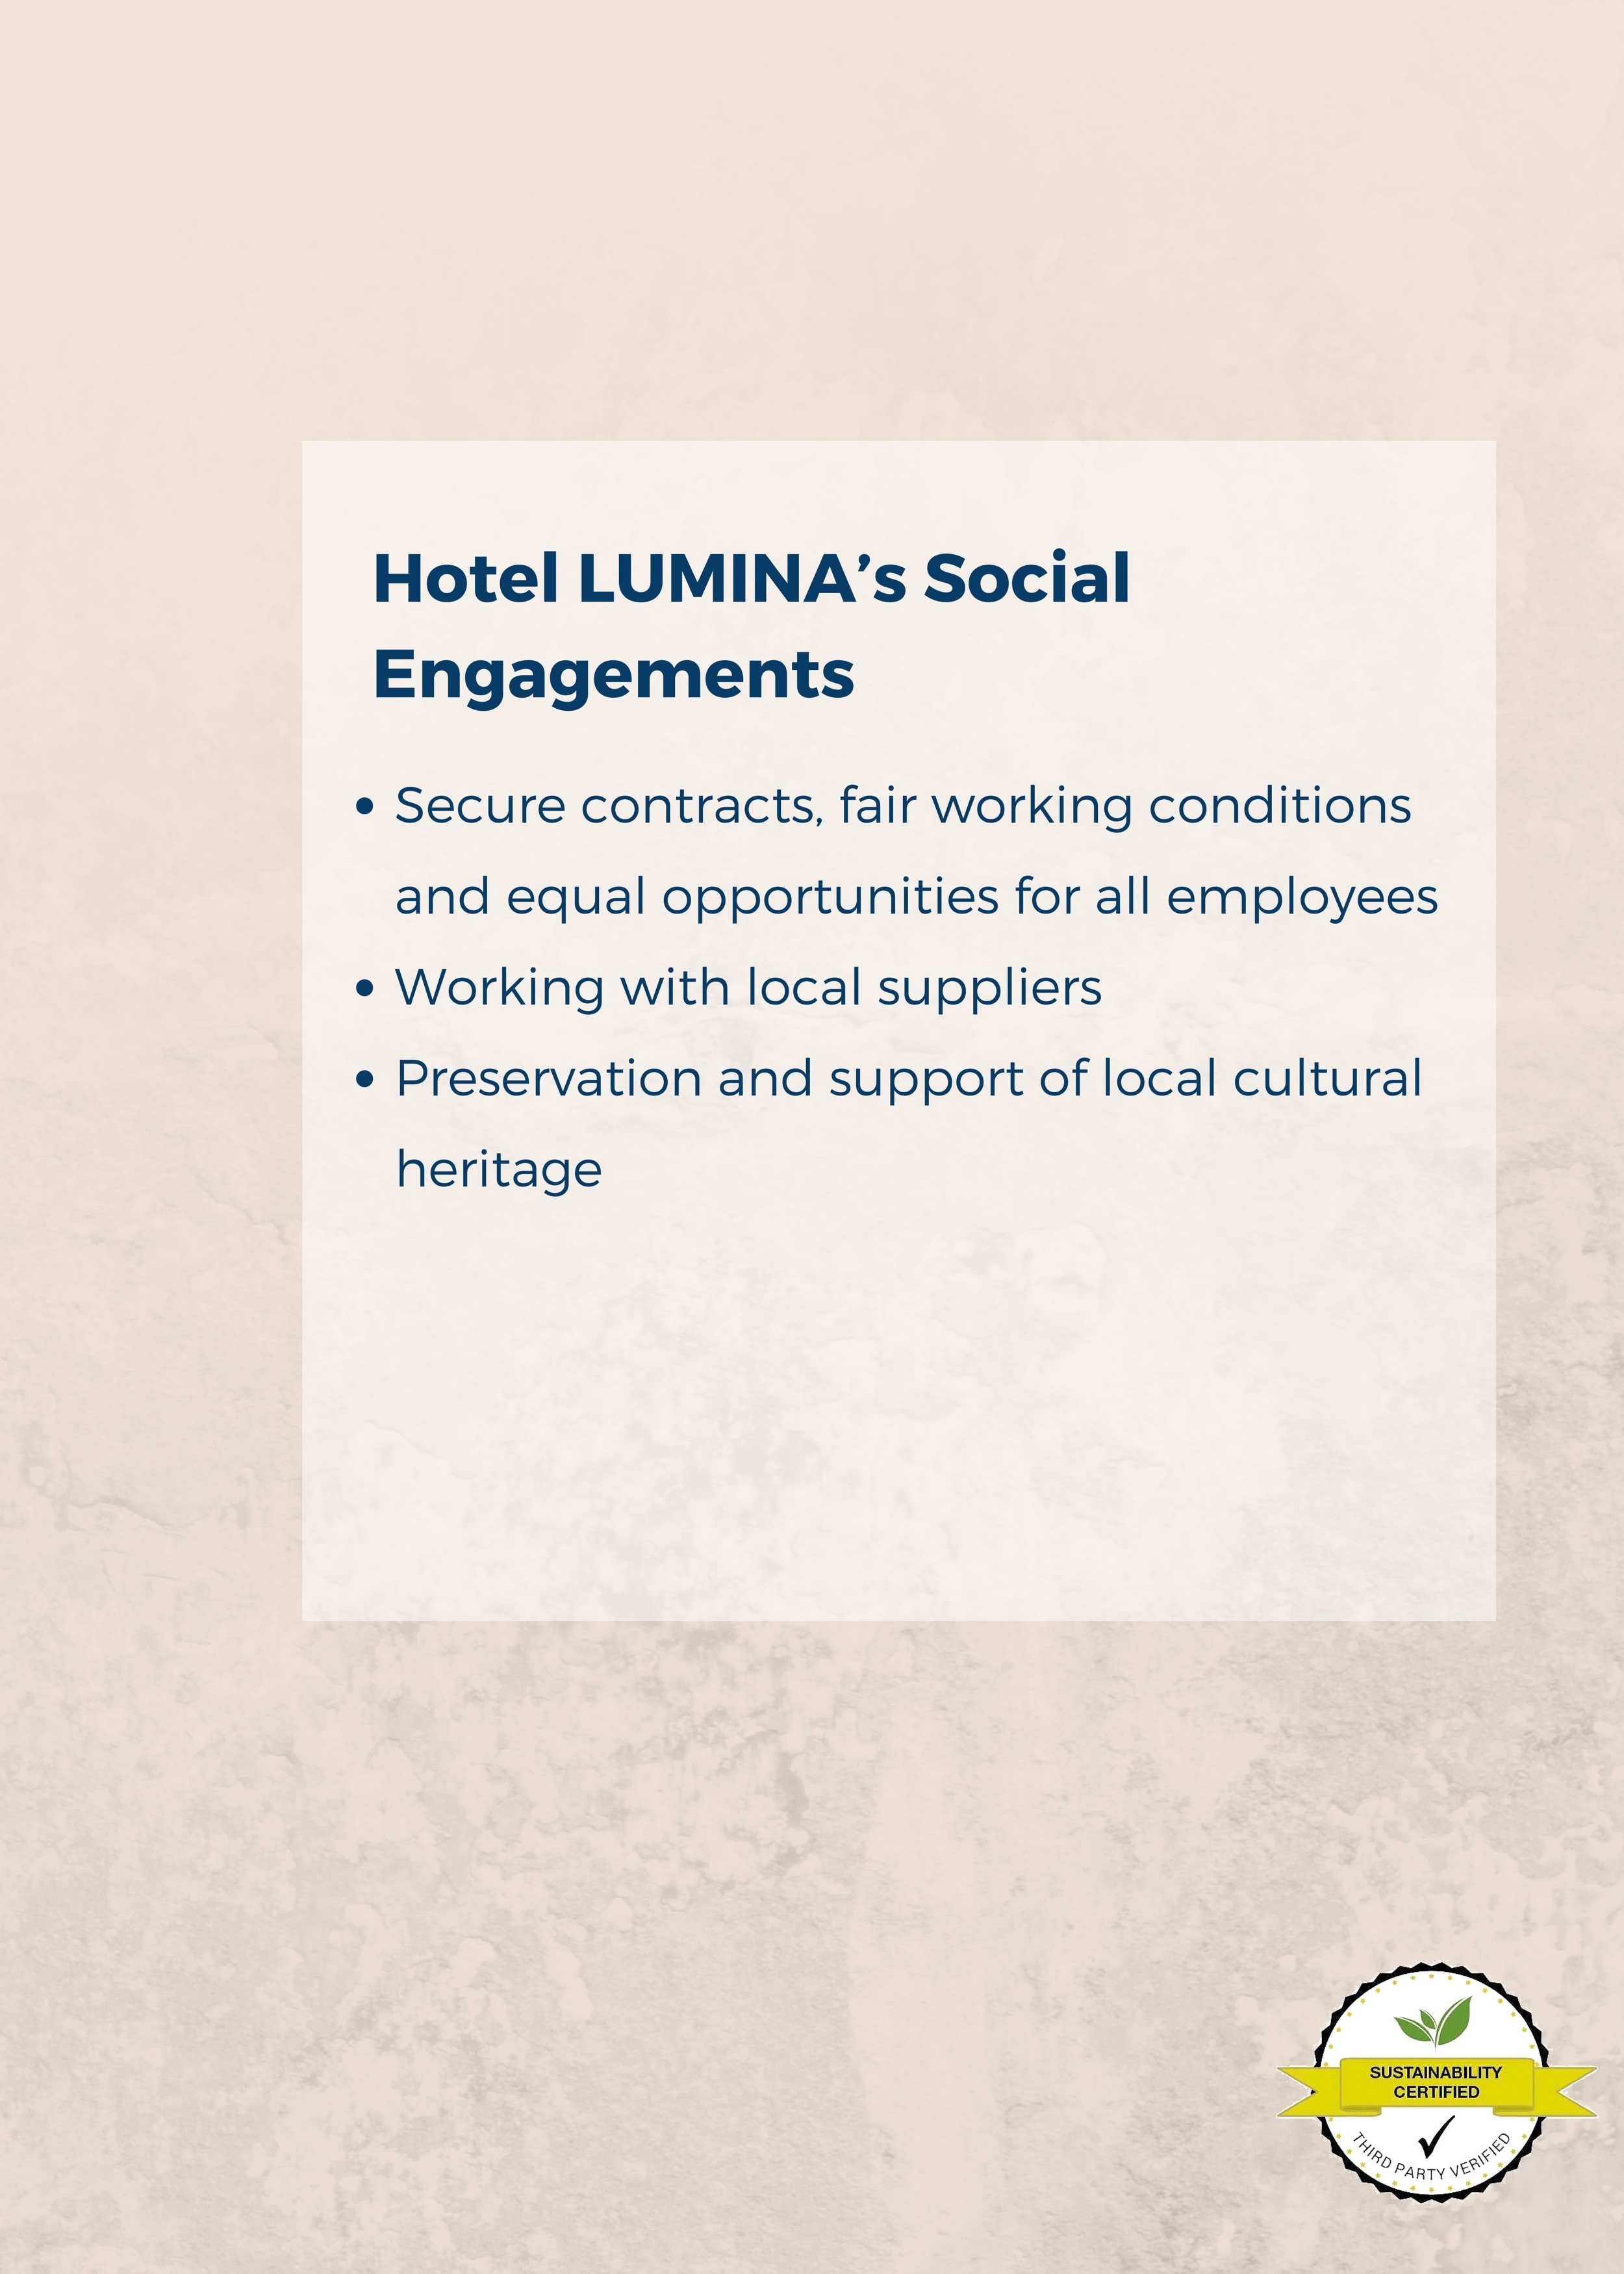 Hotel LUMINA’s Social
Engagements
• Secure contracts, fair working conditions
and equal opportunities for all employees
• Working with local suppliers
• Preservation and support of local cultural
heritage
SUSTAINABILITY
CERTIFIED
THIRD PARTY VERIFIED